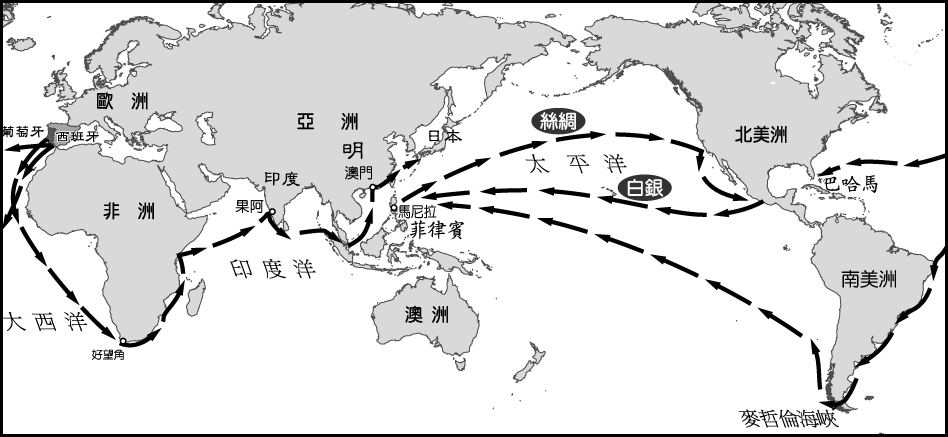 歐洲
葡萄牙
西班牙
亞洲
明
日本
絲綢
北美洲
太平洋
澳門
印度
白銀
巴哈馬
非洲
果阿
馬尼拉
菲律賓
印度洋
南美洲
大西洋
澳洲
好望角
麥哲倫海峽